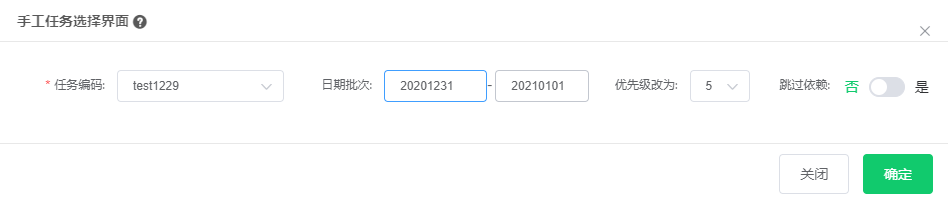 手工任务选择界面 ?
* 任务编码: test1229 日期批次: 20201231 - 20210101 优先级改为: 5 跳过依赖: 否 是
关闭 确定